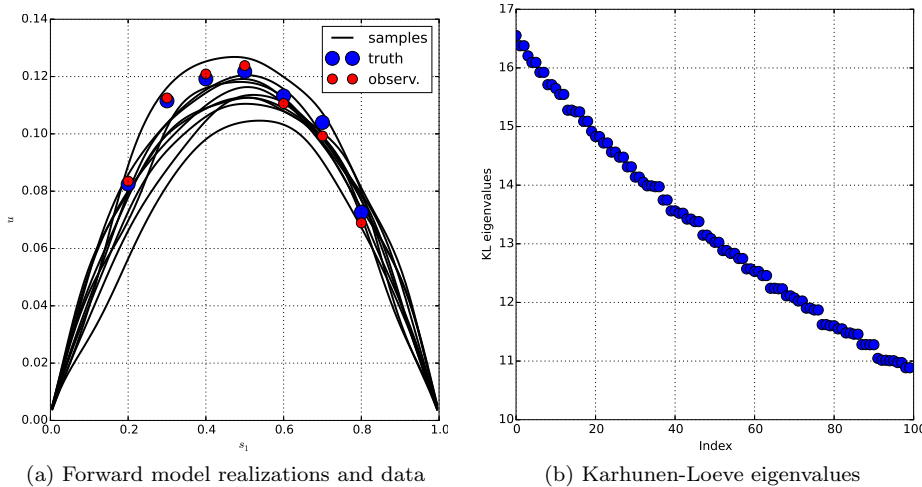 0.14
0.12
0.10
0.08
0.06
0.04
0.02
0.00
u
0.0 0.2 0.4 0.6 0.8 1.0
s1
samples
truth
observ.
(a) Forward model realizations and data
17
16
15
14
13
12
11
10
KL eigenvalues
0 20 40 60 80 100
Index
(b) Karhunen-Loeve eigenvalues